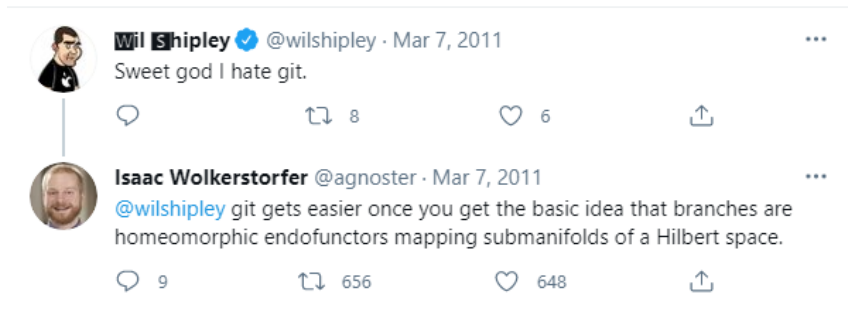 Wil Shipley @wilshipley · Mar 7, 2011
Sweet god I hate git.
8 6
Isaac Wolkerstorfer @agnoster · Mar 7, 2011
@wilshipley git gets easier once you get the basic idea that branches are
homeomorphic endofunctors mapping submanifolds of a Hilbert space.
9 656 648